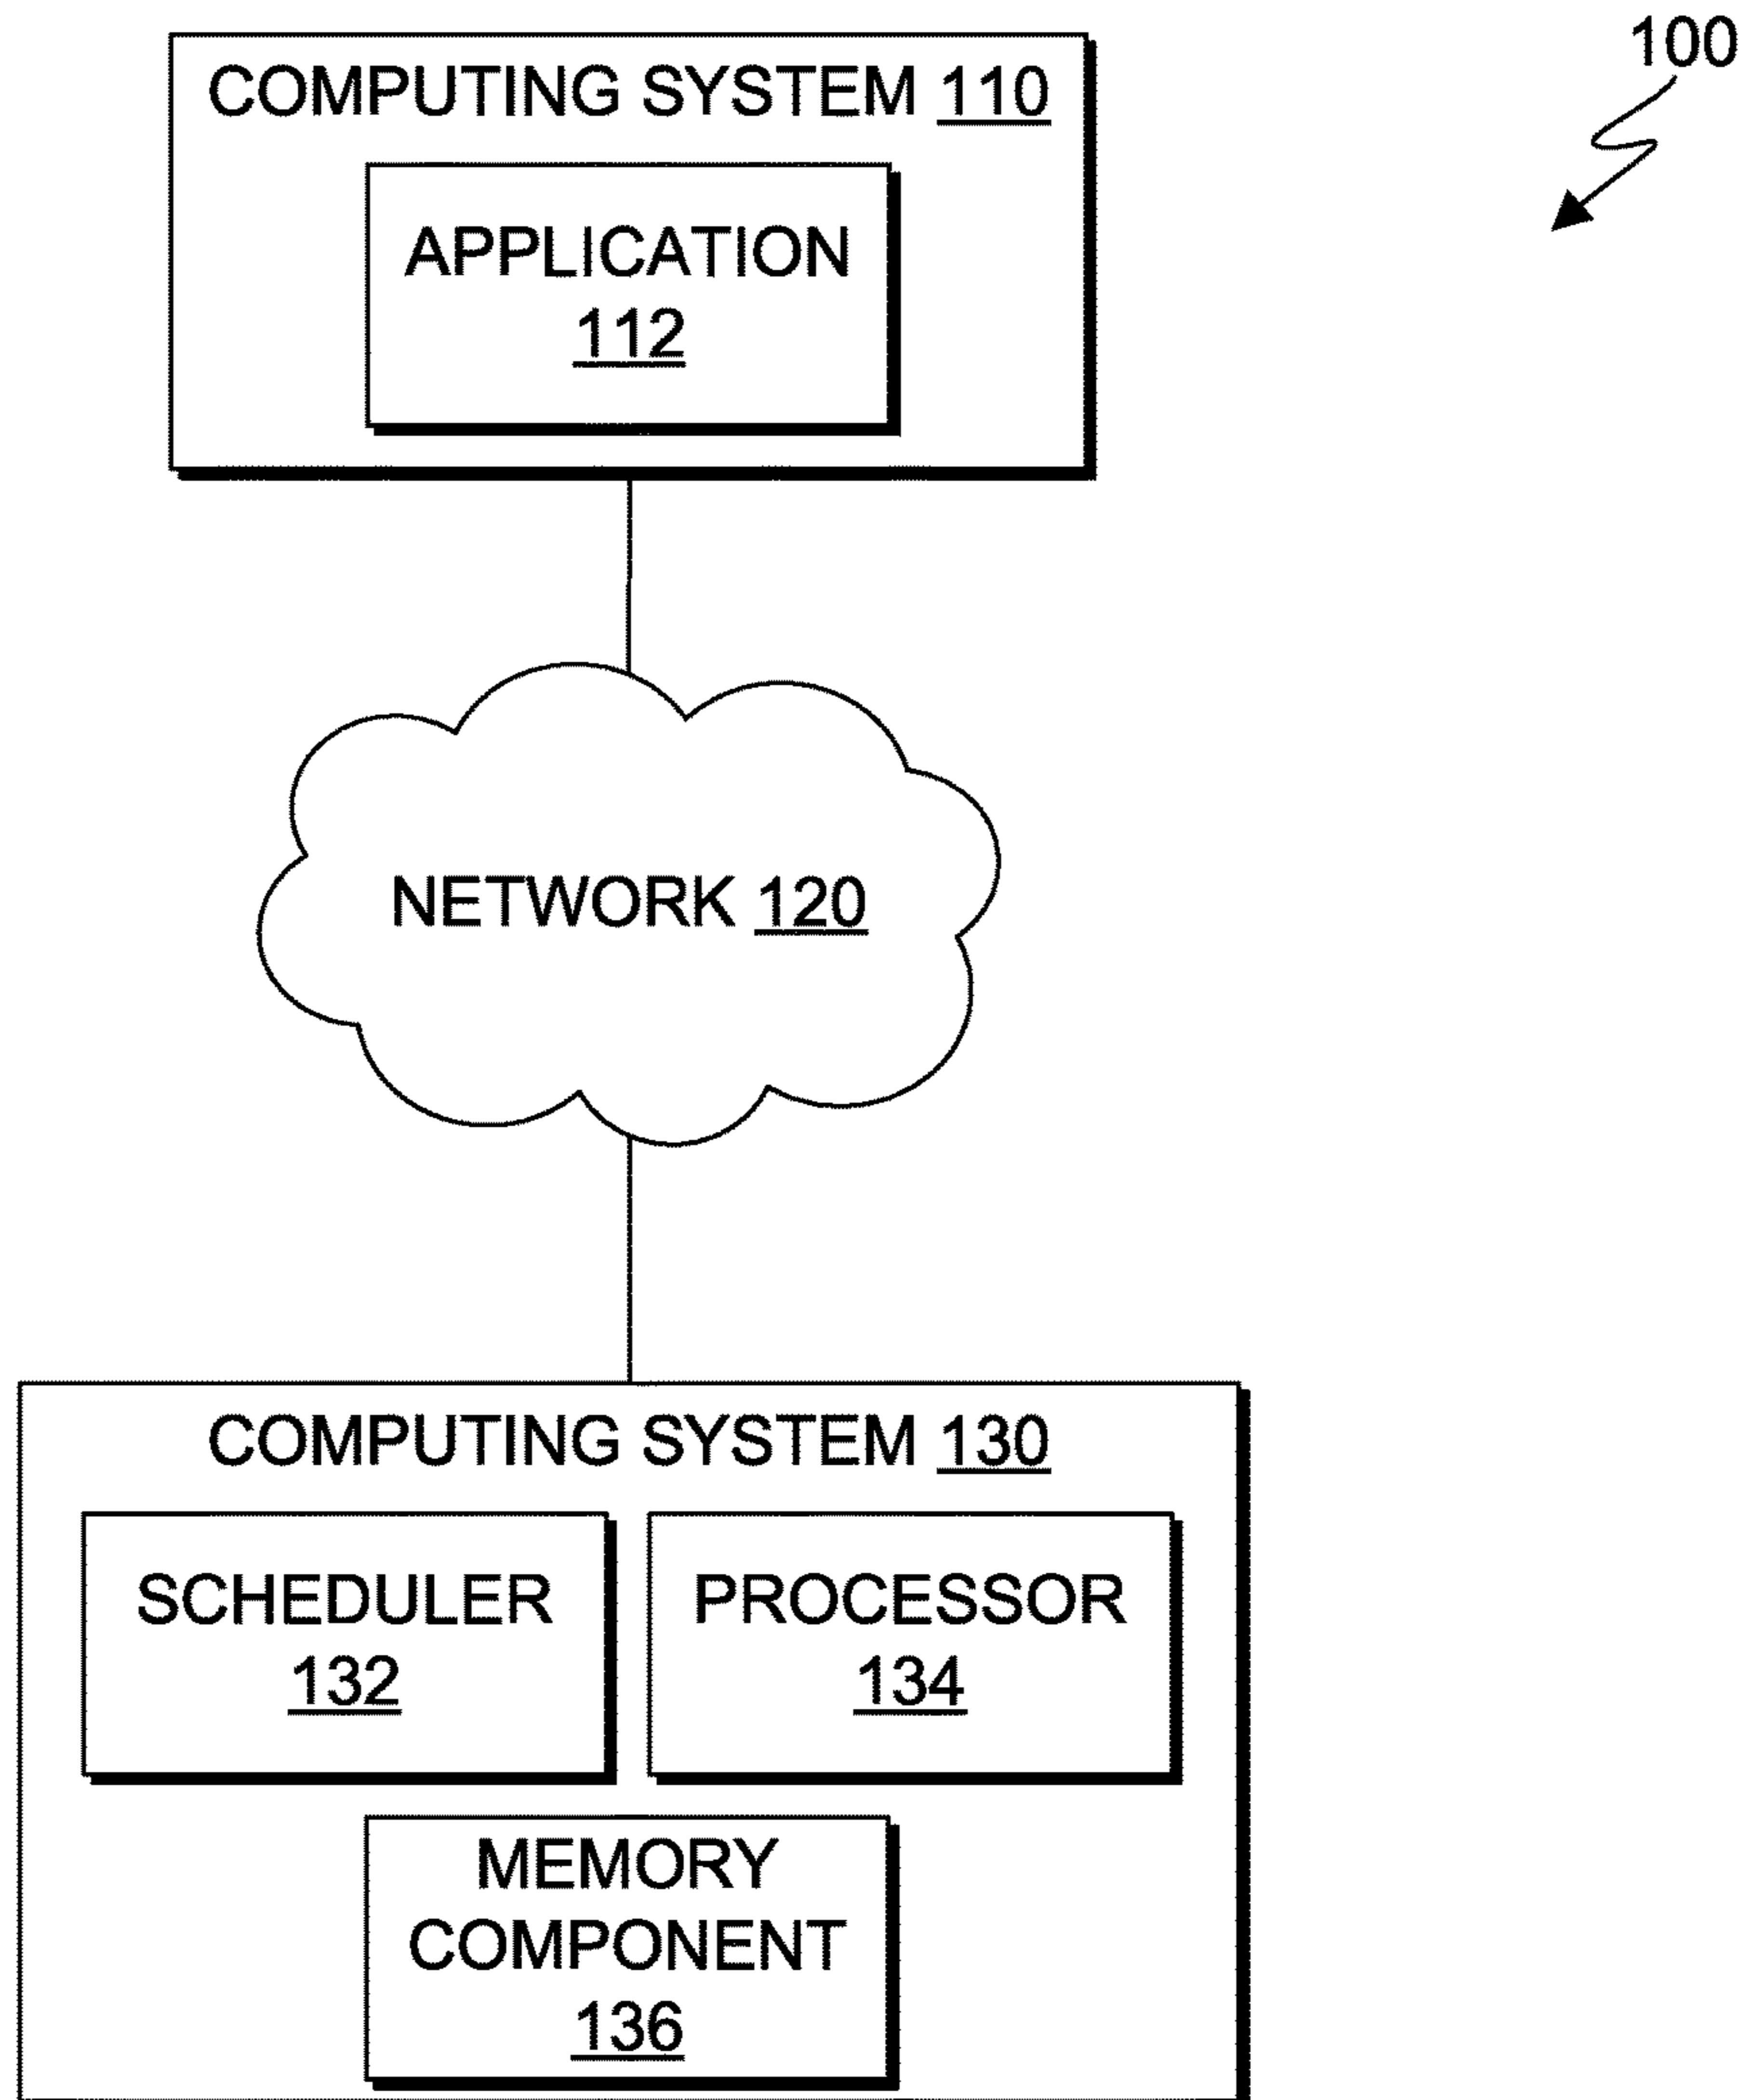 100
COMPUTING SYSTEM 110
APPLICATION
112
NETWORK 120
COMPUTING SYSTEM 130
SCHEDULER
132
PROCESSOR
134
MEMORY
COMPONENT
136